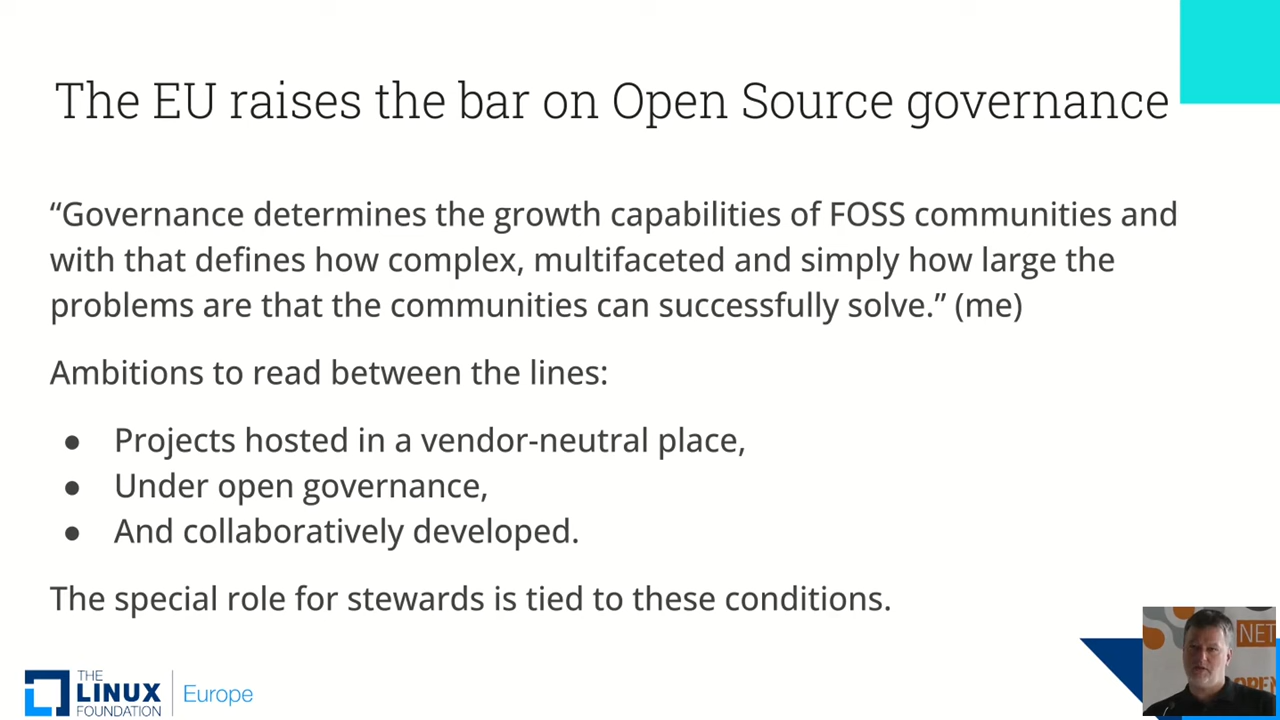 The EU raises the bar on Open Source governance
“Governance determines the growth capabilities of FOSS communities and
with that defines how complex, multifaceted and simply how large the
problems are that the communities can successfully solve.” (me)
Ambitions to read between the lines:
● Projects hosted in a vendor-neutral place,
● Under open governance,
● And collaboratively developed.
The special role for stewards is tied to these conditions.
THE
LINUX
FOUNDATION
Europe
NET
OPEN